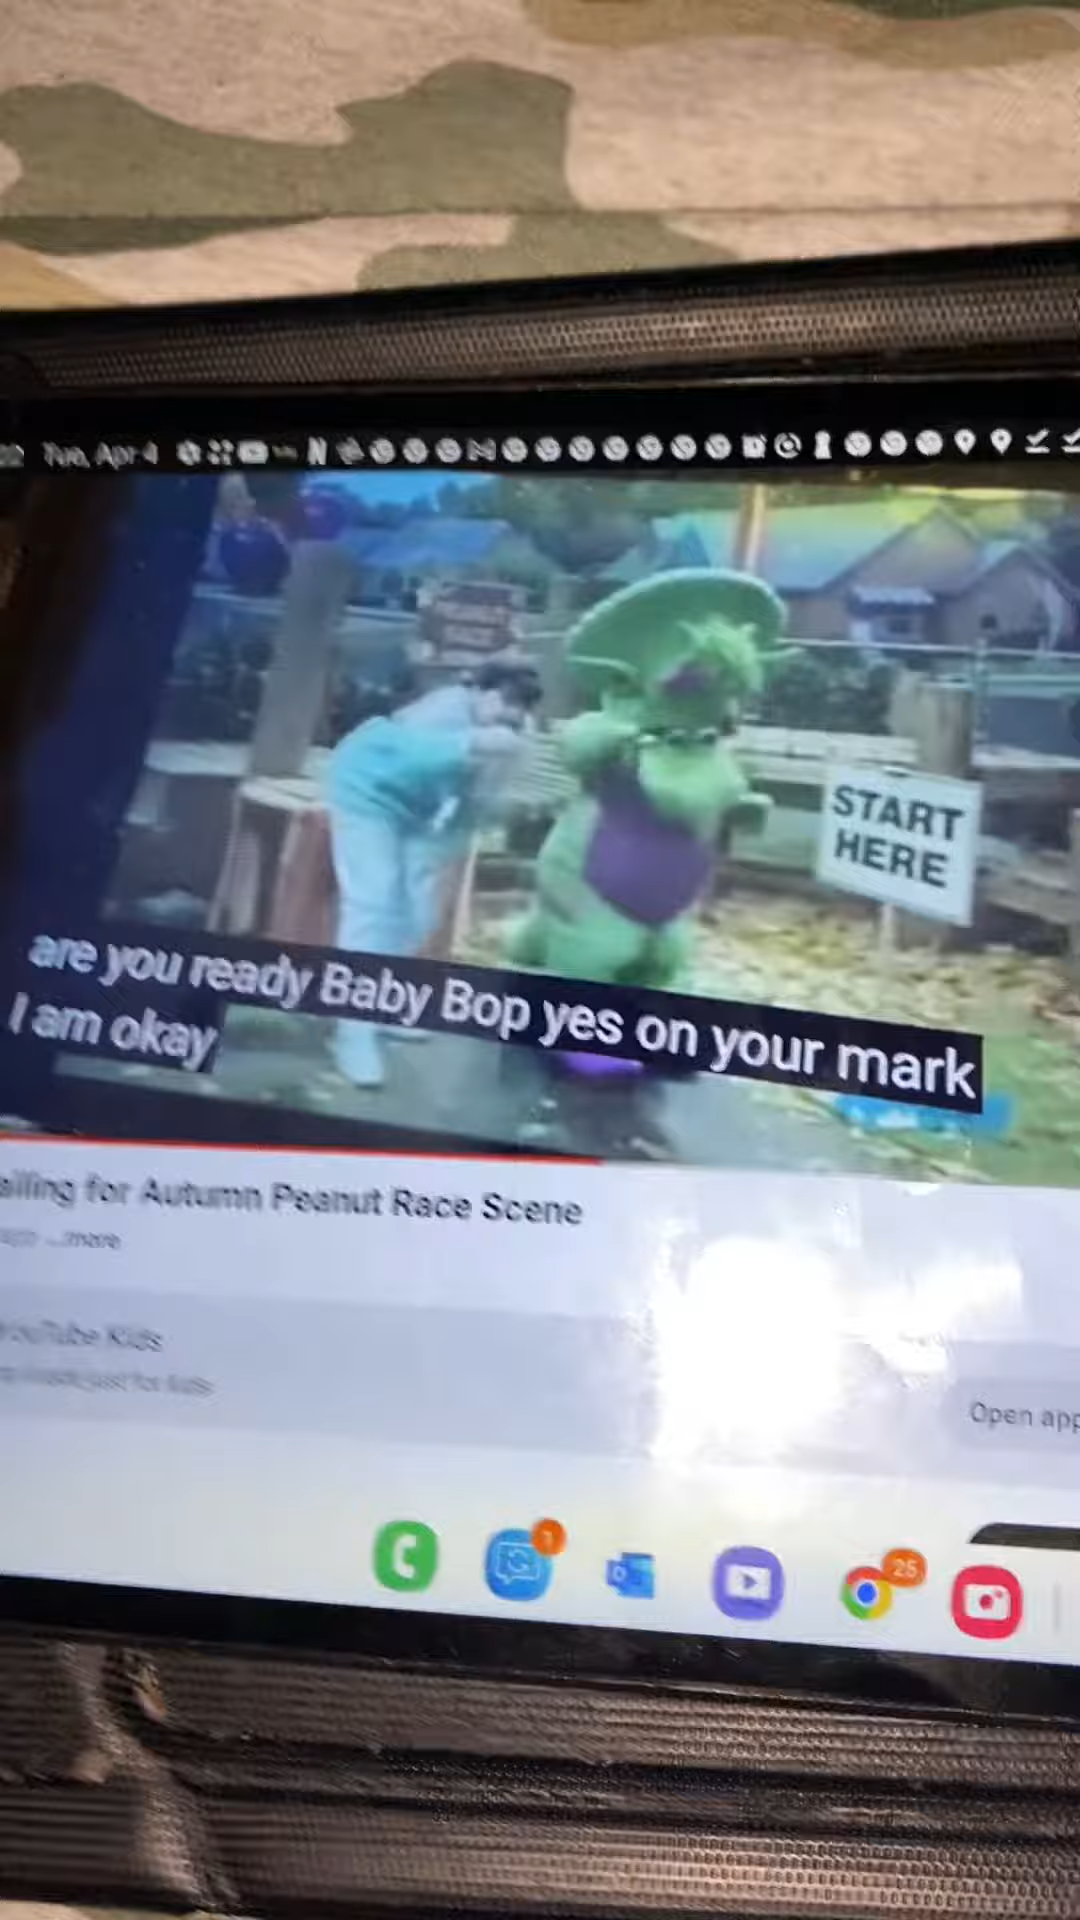 Tue, Apr 4
START
HERE
are you ready Baby Bop yes on your mark
I am okay
alling for Autumn Peanut Race Scene
...more
YouTube Kids
Open app
1
25